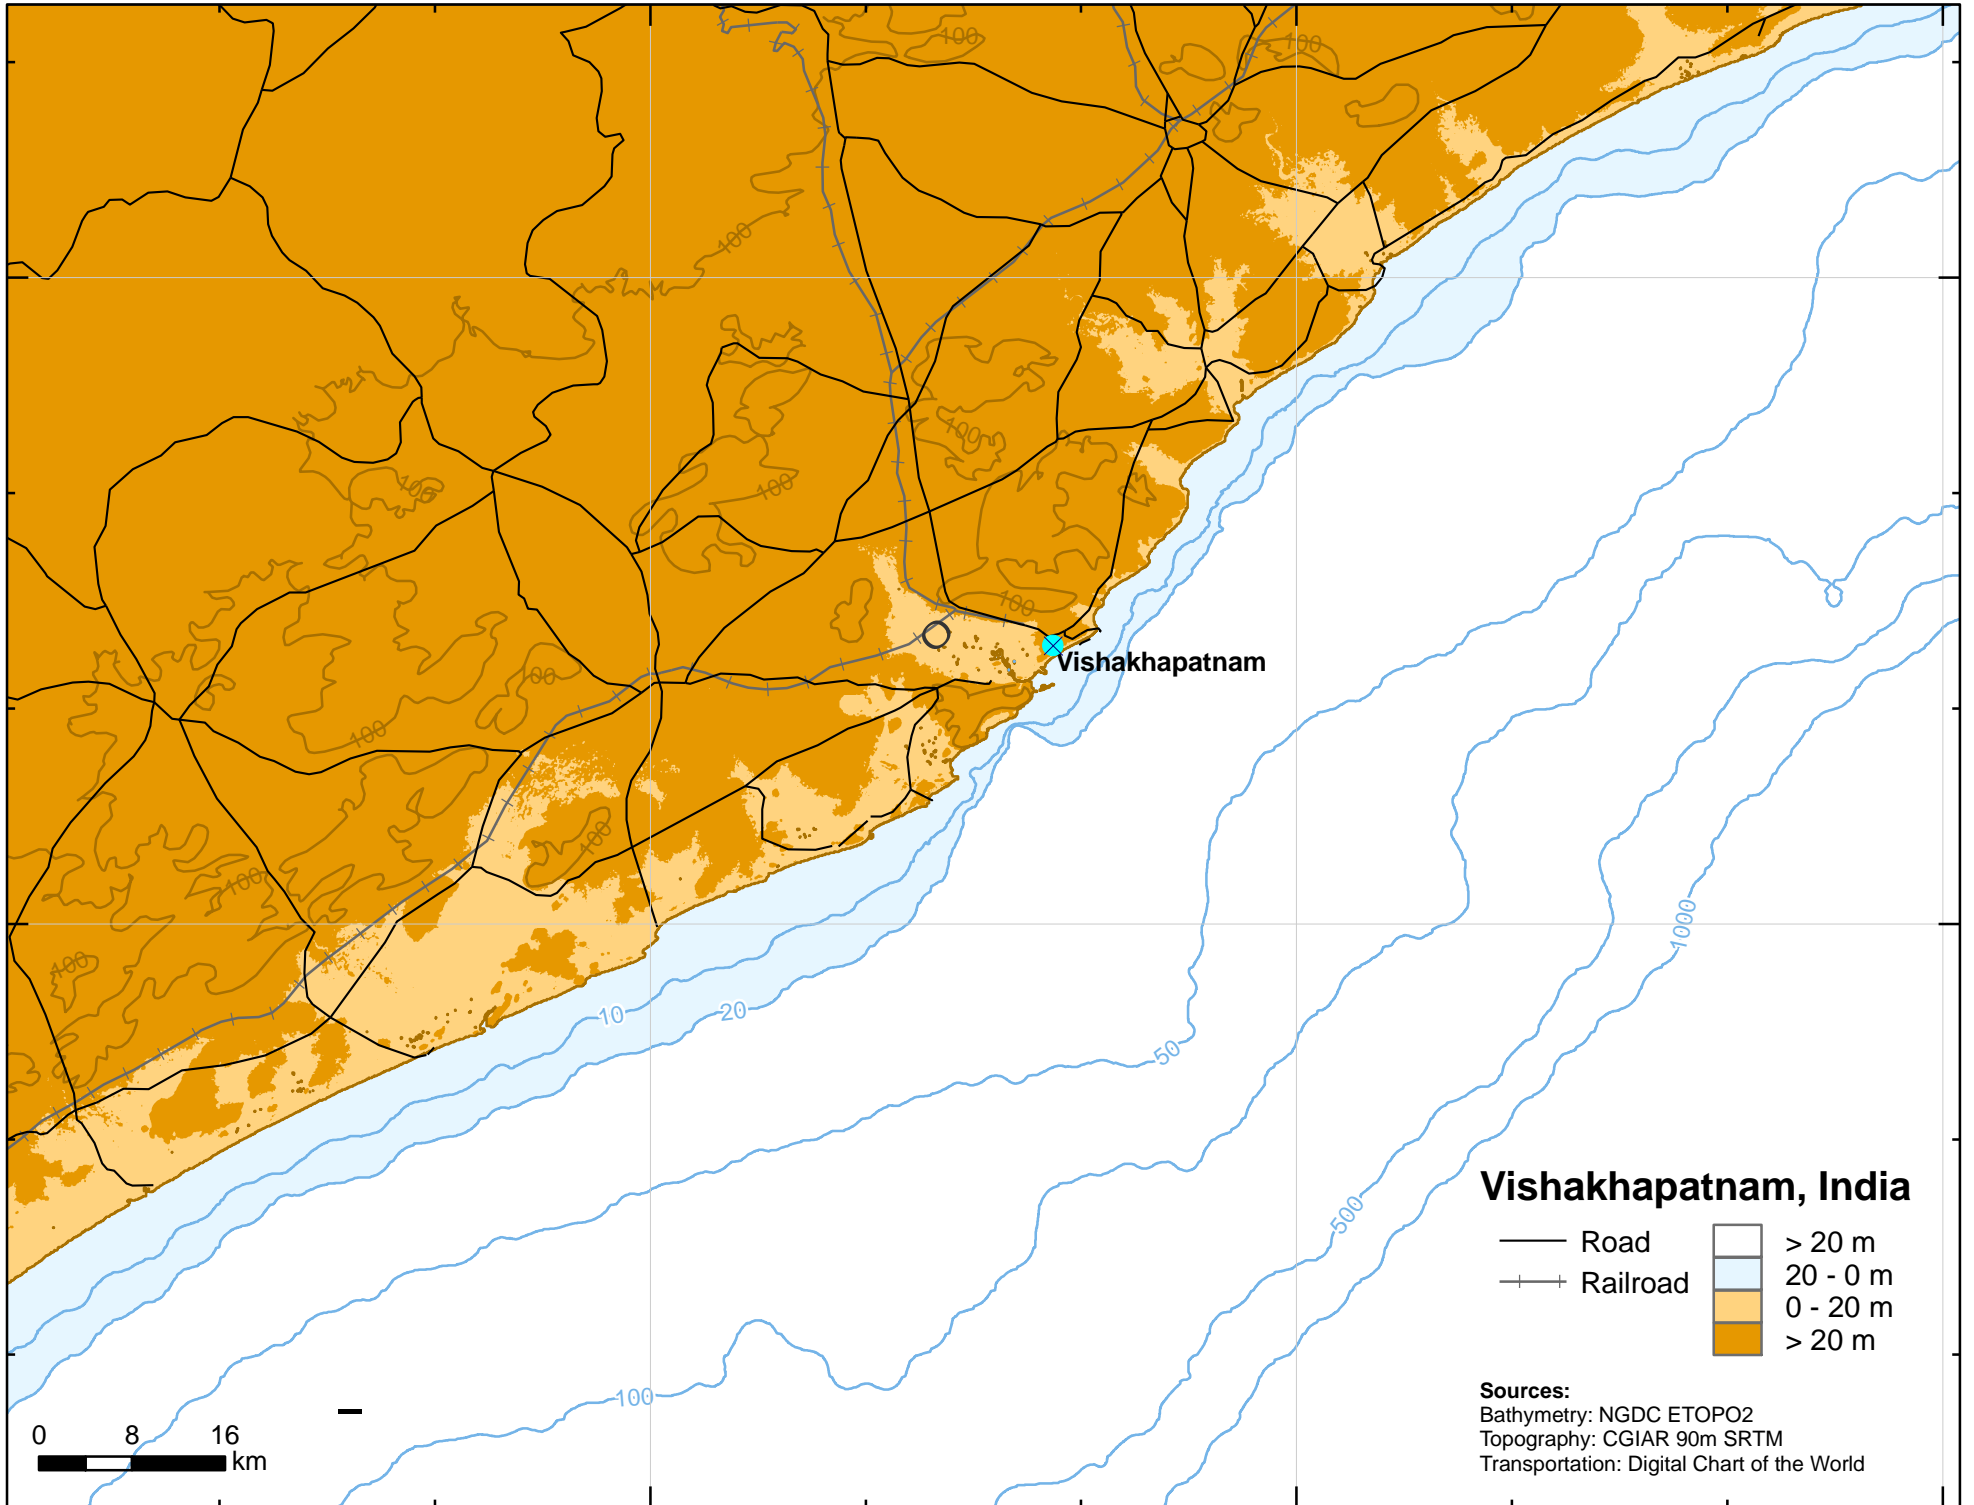 100
100
100
100
100
100
100
Vishakhapatnam
100
100
100
100
100
1000
10
20
50
500
100
Vishakhapatnam, India
Road
Railroad
> 20 m
20 - 0 m
0 - 20 m
> 20 m
Sources:
Bathymetry: NGDC ETOPO2
Topography: CGIAR 90m SRTM
Transportation: Digital Chart of the World
0 8 16
km